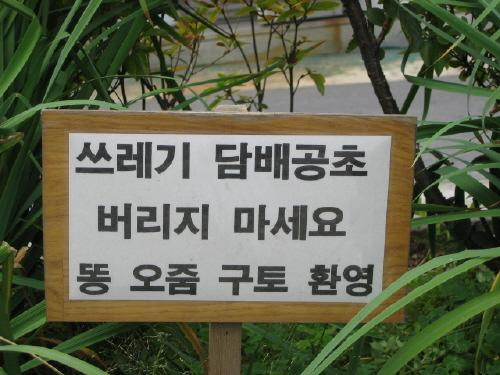 쓰레기 담배공초
버리지 마세요
똥 오줌 구토 환영